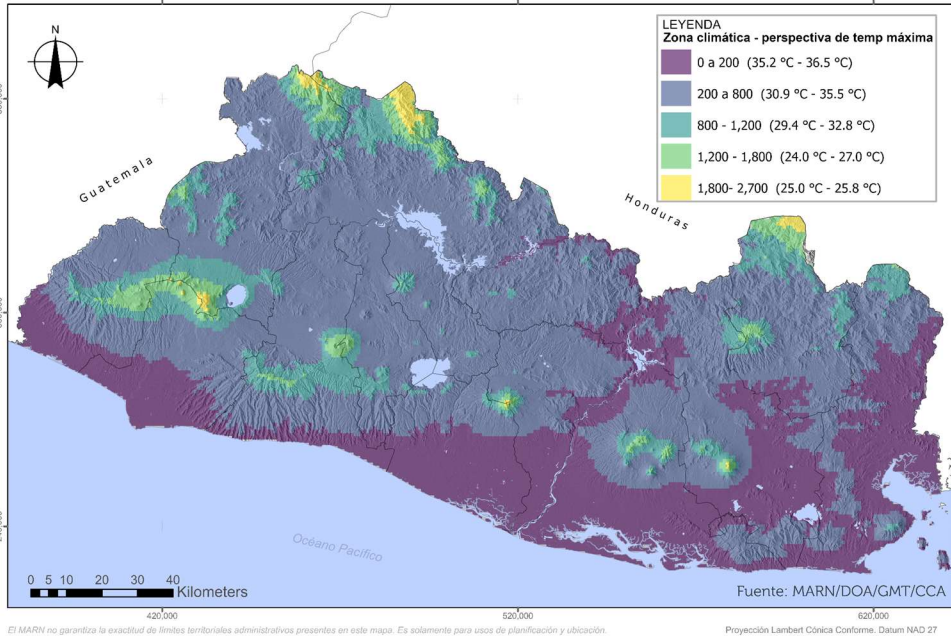 LEYENDA
Zona climática - perspectiva de temp máxima
0 a 200 (35.2 °C - 36.5 °C)
200 a 800 (30.9 °C - 35.5 °C)
800 - 1,200 (29.4 °C - 32.8 °C)
1,200 - 1,800 (24.0 °C - 27.0 °C)
1,800- 2,700 (25.0 °C - 25.8 °C)
N
Guatemala
Honduras
Océano Pacífico
0 5 10 20 30 40
Kilometers
Fuente: MARN/DOA/GMT/CCA
420,000 520,000 620,000
El MARN no garantiza la exactitud de límites territoriales administrativos presentes en este mapa. Es solamente para usos de planificación y ubicación.
Proyección Lambert Cónica Conforme. Datum NAD 27